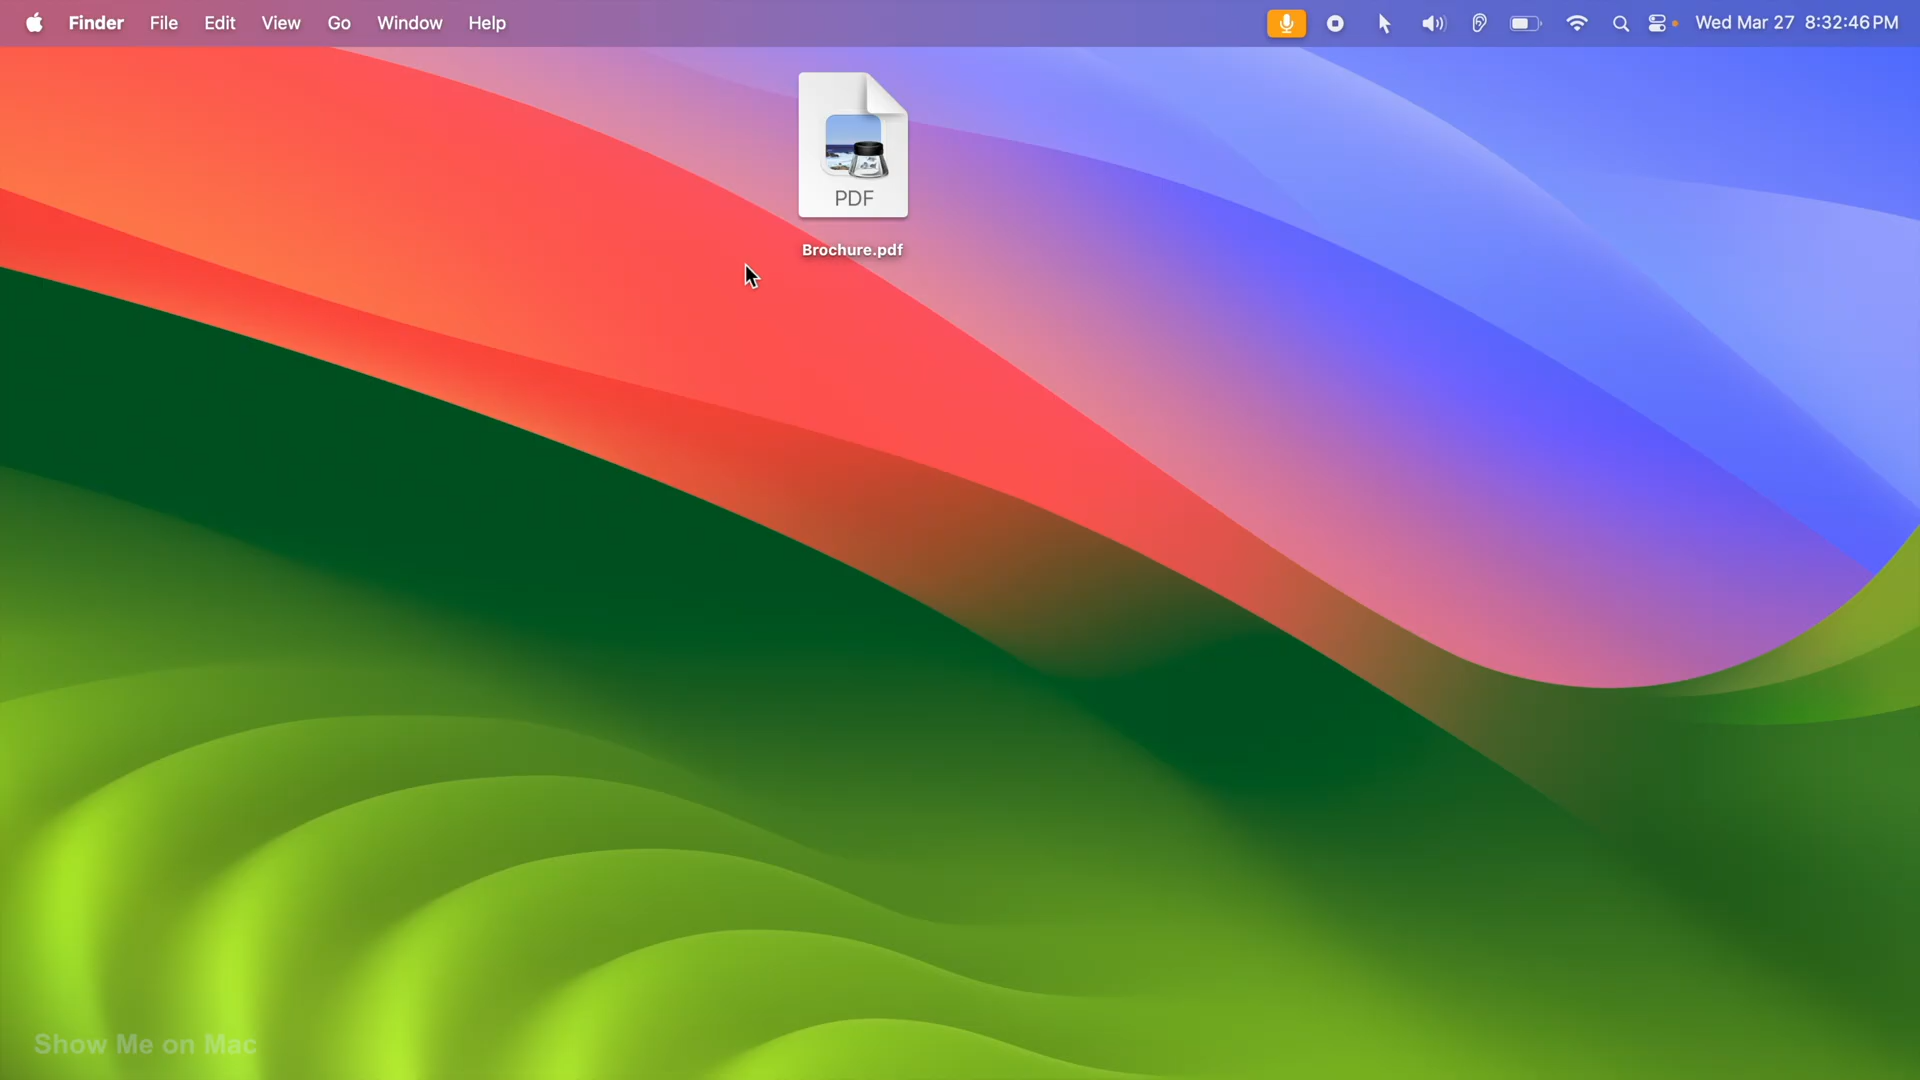 Finder File Edit View Go Window Help Wed Mar 27 8:32:46 PM
PDF
Brochure.pdf
Show Me on Mac